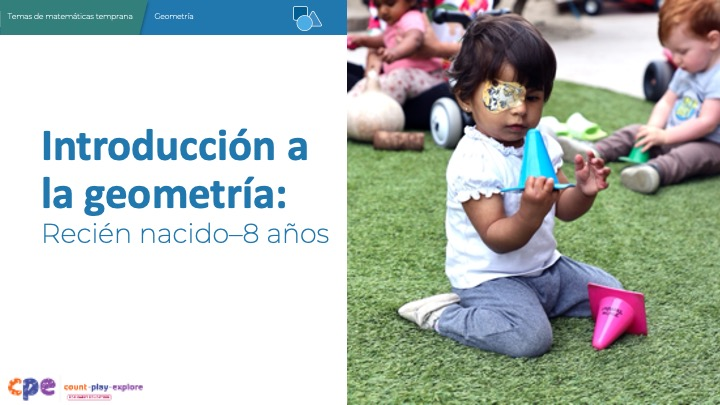 Temas de matemáticas temprana
Geometría
Introducción a
la geometría:
Recién nacido–8 años
cpe
count-play-explore